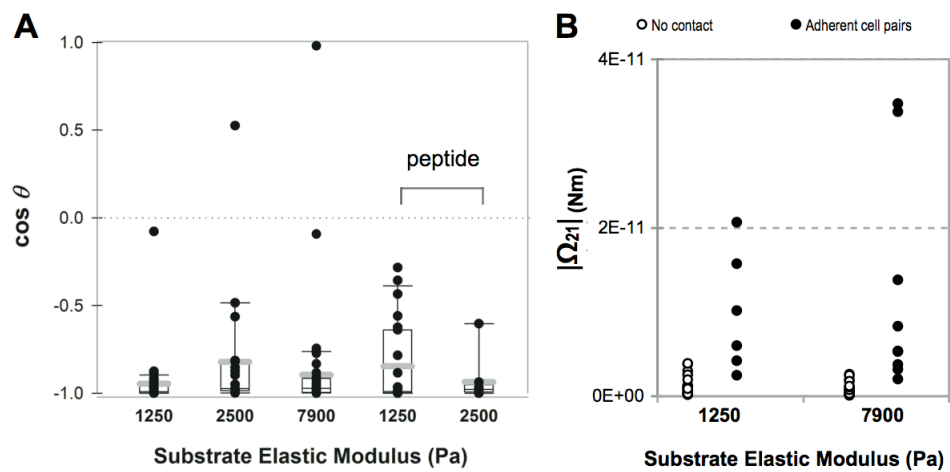 A
B
No contact
Adherent cell pairs
1.0
0.5
0.0
-0.5
-1.0
cos θ
peptide
1250
2500
7900
1250
2500
Substrate Elastic Modulus (Pa)
4E-11
2E-11
0E+00
|Ω21| (Nm)
1250
7900
Substrate Elastic Modulus (Pa)